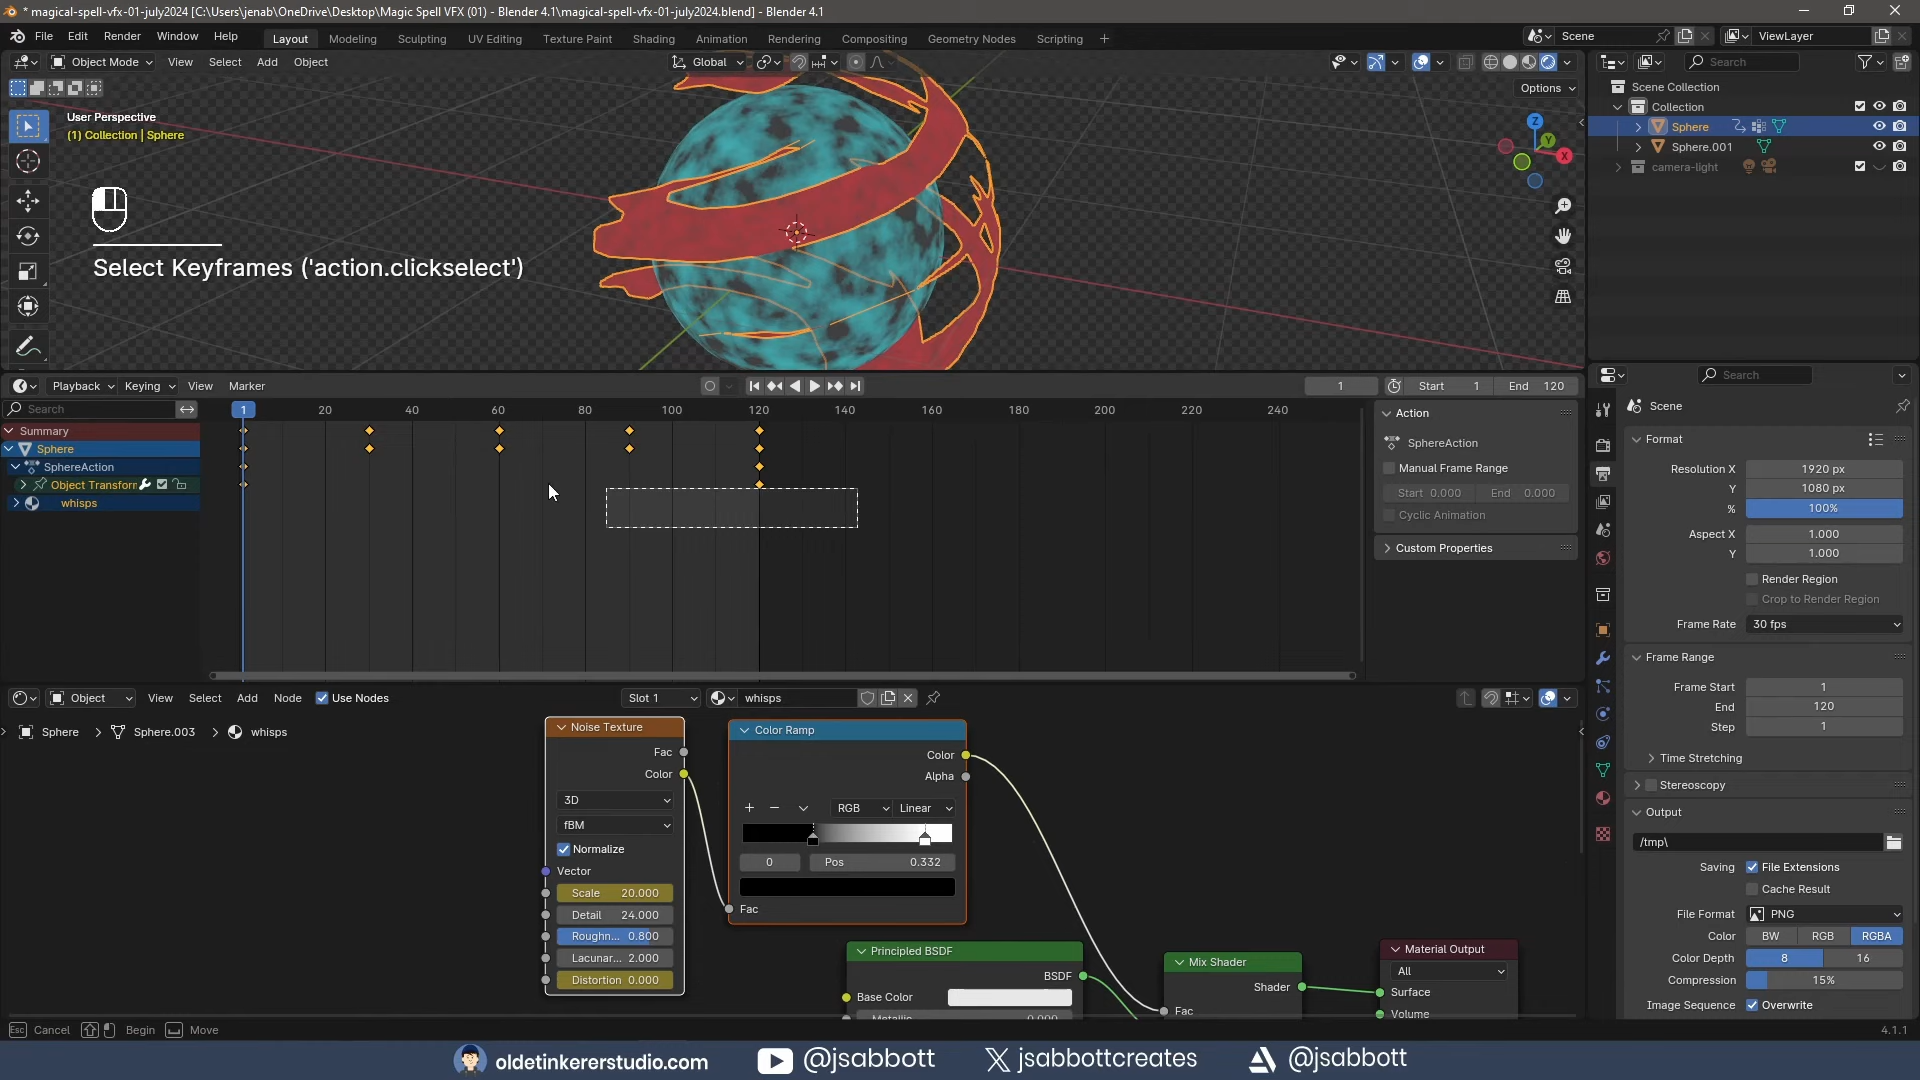 * magical-spell-vfx-01-july2024 [C:\Users\jenab\OneDrive\Desktop\Magic Spell VFX (01) - Blender 4.1\magical-spell-vfx-01-july2024.blend] - Blender 4.1
File Edit Render Window Help
Layout Modeling Sculpting UV Editing Texture Paint Shading Animation Rendering Compositing Geometry Nodes Scripting +
Scene
ViewLayer
Object Mode View Select Add Object
Global
Options
User Perspective
(1) Collection | Sphere
Z
Y
X
Select Keyframes ('action.clickselect')
Search
Scene Collection
Collection
Sphere
Sphere.001
camera-light
Playback Keying View Marker
1 Start 1 End 120
Search
1 20 40 60 80 100 120 140 160 180 200 220 240
Summary
Sphere
SphereAction
Object Transforn
whisps
Action
SphereAction
Manual Frame Range
Start 0.000 End 0.000
Cyclic Animation
Custom Properties
Search
Scene
Format
Resolution X 1920 px
Y 1080 px
% 100%
Aspect X 1.000
Y 1.000
Render Region
Crop to Render Region
Frame Rate 30 fps
Frame Range
Frame Start 1
End 120
Step 1
Time Stretching
Stereoscopy
Output
/tmp\
Saving File Extensions
Cache Result
File Format PNG
Color BW RGB RGBA
Color Depth 8 16
Compression 15%
Image Sequence Overwrite
Object View Select Add Node Use Nodes
Slot 1 whisps
Sphere Sphere.003 whisps
Noise Texture
Fac
Color
3D
fBM
Normalize
Vector
Scale 20.000
Detail 24.000
Roughn... 0.800
Lacunar... 2.000
Distortion 0.000
Color Ramp
Color
Alpha
+ − RGB Linear
0 Pos 0.332
Fac
Principled BSDF
BSDF
Base Color
Metallic 0.000
Mix Shader
Shader
Fac
Material Output
All
Surface
Volume
Esc Cancel Begin Move
4.1.1
oldetinkererstudio.com @jsabbott jsabbottcreates @jsabbott